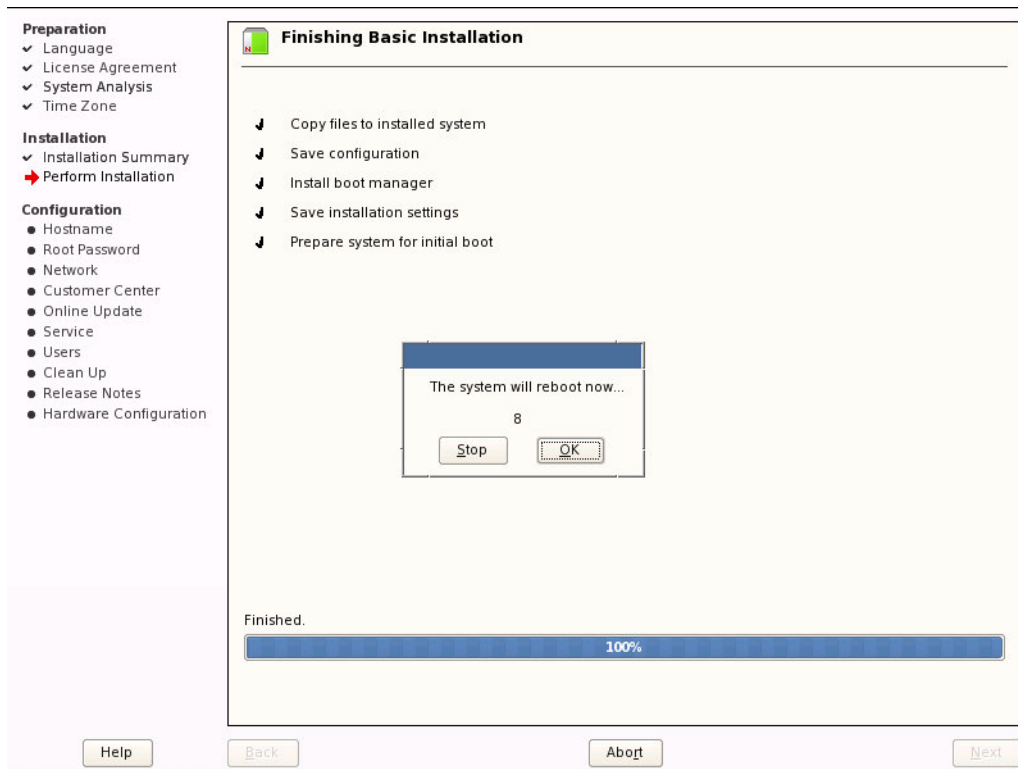 Preparation
Language
License Agreement
System Analysis
Time Zone
Installation
Installation Summary
Perform Installation
Configuration
Hostname
Root Password
Network
Customer Center
Online Update
Service
Users
Clean Up
Release Notes
Hardware Configuration
N
Finishing Basic Installation
Copy files to installed system
Save configuration
Install boot manager
Save installation settings
Prepare system for initial boot
The system will reboot now...
8
Stop OK
Finished.
100%
Help Back Abort Next